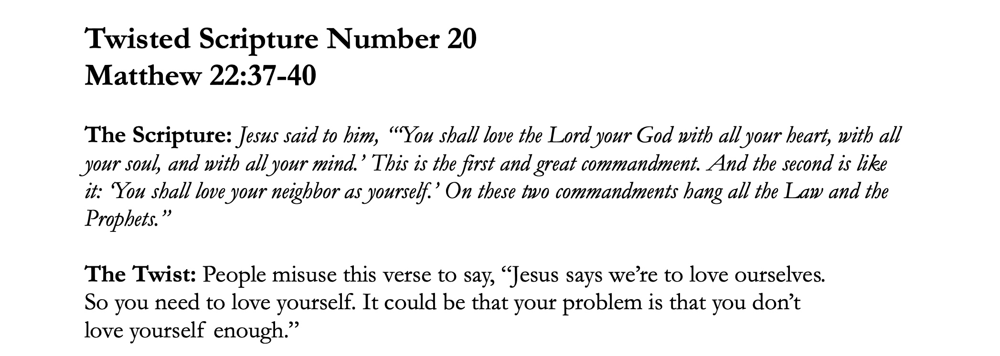 Twisted Scripture Number 20
Matthew 22:37-40
The Scripture: Jesus said to him, “‘You shall love the Lord your God with all your heart, with all
your soul, and with all your mind.’ This is the first and great commandment. And the second is like
it: ‘You shall love your neighbor as yourself.’ On these two commandments hang all the Law and the
Prophets.”
The Twist: People misuse this verse to say, “Jesus says we’re to love ourselves.
So you need to love yourself. It could be that your problem is that you don’t
love yourself enough.”